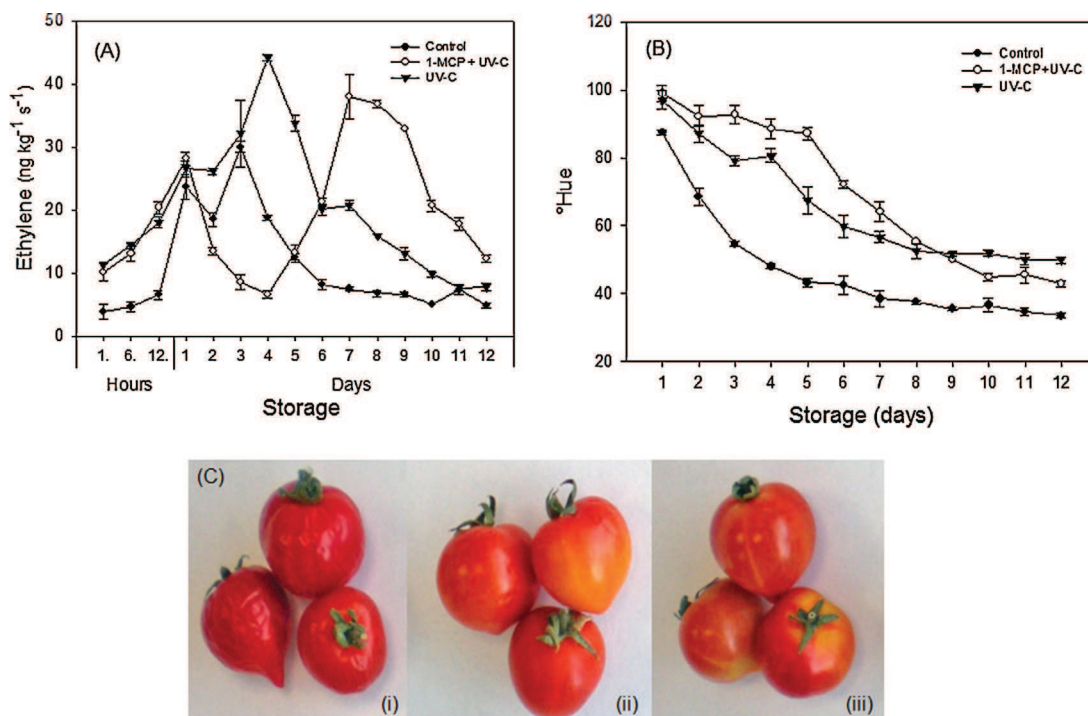 (A)
Control
1-MCP + UV-C
UV-C
Ethylene (ng kg⁻¹ s⁻¹)
50
40
30
20
10
0
1. 6. 12. 1 2 3 4 5 6 7 8 9 10 11 12
Hours Days
Storage
(B)
Control
1-MCP+UV-C
UV-C
°Hue
120
100
80
60
40
20
1 2 3 4 5 6 7 8 9 10 11 12
Storage (days)
(C)
(i) (ii) (iii)